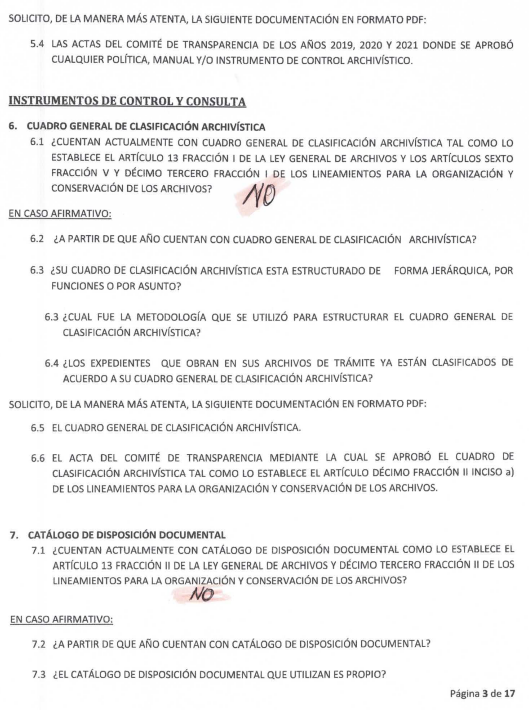 SOLICITO, DE LA MANERA MÁS ATENTA, LA SIGUIENTE DOCUMENTACIÓN EN FORMATO PDF:
5.4 LAS ACTAS DEL COMITÉ DE TRANSPARENCIA DE LOS AÑOS 2019, 2020 Y 2021 DONDE SE APROBÓ
CUALQUIER POLÍTICA, MANUAL Y/O INSTRUMENTO DE CONTROL ARCHIVÍSTICO.
INSTRUMENTOS DE CONTROL Y CONSULTA
6. CUADRO GENERAL DE CLASIFICACIÓN ARCHIVÍSTICA
6.1 ¿CUENTAN ACTUALMENTE CON CUADRO GENERAL DE CLASIFICACIÓN ARCHIVÍSTICA TAL COMO LO
ESTABLECE EL ARTÍCULO 13 FRACCIÓN I DE LA LEY GENERAL DE ARCHIVOS Y LOS ARTÍCULOS SEXTO
FRACCIÓN V Y DÉCIMO TERCERO FRACCIÓN I DE LOS LINEAMIENTOS PARA LA ORGANIZACIÓN Y
CONSERVACIÓN DE LOS ARCHIVOS?
NO
EN CASO AFIRMATIVO:
6.2 ¿A PARTIR DE QUE AÑO CUENTAN CON CUADRO GENERAL DE CLASIFICACIÓN ARCHIVÍSTICA?
6.3 ¿SU CUADRO DE CLASIFICACIÓN ARCHIVÍSTICA ESTA ESTRUCTURADO DE FORMA JERÁRQUICA, POR
FUNCIONES O POR ASUNTO?
6.3 ¿CUAL FUE LA METODOLOGÍA QUE SE UTILIZÓ PARA ESTRUCTURAR EL CUADRO GENERAL DE
CLASIFICACIÓN ARCHIVÍSTICA?
6.4 ¿LOS EXPEDIENTES QUE OBRAN EN SUS ARCHIVOS DE TRÁMITE YA ESTÁN CLASIFICADOS DE
ACUERDO A SU CUADRO GENERAL DE CLASIFICACIÓN ARCHIVÍSTICA?
SOLICITO, DE LA MANERA MÁS ATENTA, LA SIGUIENTE DOCUMENTACIÓN EN FORMATO PDF:
6.5 EL CUADRO GENERAL DE CLASIFICACIÓN ARCHIVÍSTICA.
6.6 EL ACTA DEL COMITÉ DE TRANSPARENCIA MEDIANTE LA CUAL SE APROBÓ EL CUADRO DE
CLASIFICACIÓN ARCHIVÍSTICA TAL COMO LO ESTABLECE EL ARTÍCULO DÉCIMO FRACCIÓN II INCISO a)
DE LOS LINEAMIENTOS PARA LA ORGANIZACIÓN Y CONSERVACIÓN DE LOS ARCHIVOS.
7. CATÁLOGO DE DISPOSICIÓN DOCUMENTAL
7.1 ¿CUENTAN ACTUALMENTE CON CATÁLOGO DE DISPOSICIÓN DOCUMENTAL COMO LO ESTABLECE EL
ARTÍCULO 13 FRACCIÓN II DE LA LEY GENERAL DE ARCHIVOS Y DÉCIMO TERCERO FRACCIÓN II DE LOS
LINEAMIENTOS PARA LA ORGANIZACIÓN Y CONSERVACIÓN DE LOS ARCHIVOS?
NO
EN CASO AFIRMATIVO:
7.2 ¿A PARTIR DE QUE AÑO CUENTAN CON CATÁLOGO DE DISPOSICIÓN DOCUMENTAL?
7.3 ¿EL CATÁLOGO DE DISPOSICIÓN DOCUMENTAL QUE UTILIZAN ES PROPIO?
Página 3 de 17